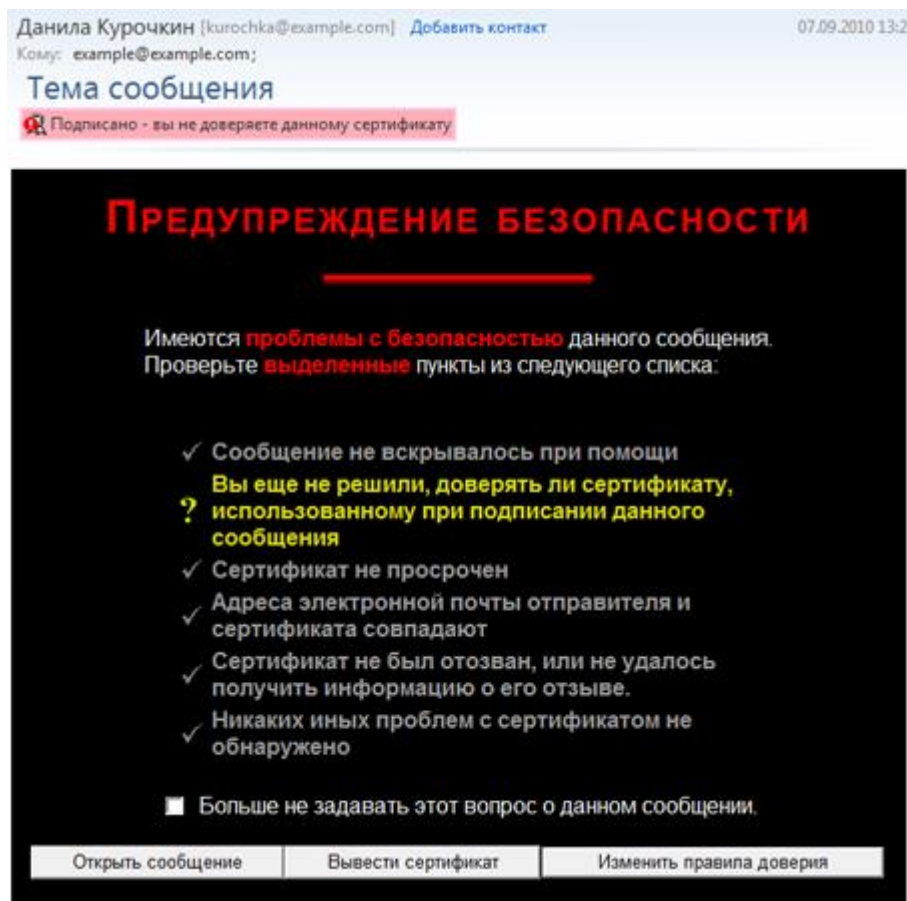 Данила Курочкин [kurochka@example.com] Добавить контакт 07.09.2010 13:2
Кому: example@example.com;
Тема сообщения
Подписано - вы не доверяете данному сертификату
ПРЕДУПРЕЖДЕНИЕ БЕЗОПАСНОСТИ
Имеются проблемы с безопасностью данного сообщения.
Проверьте выделенные пункты из следующего списка:
✓ Сообщение не вскрывалось при помощи
Вы еще не решили, доверять ли сертификату,
? использованному при подписании данного
сообщения
✓ Сертификат не просрочен
✓ Адреса электронной почты отправителя и
сертификата совпадают
✓ Сертификат не был отозван, или не удалось
получить информацию о его отзыве.
✓ Никаких иных проблем с сертификатом не
обнаружено
Больше не задавать этот вопрос о данном сообщении.
Открыть сообщение Вывести сертификат Изменить правила доверия